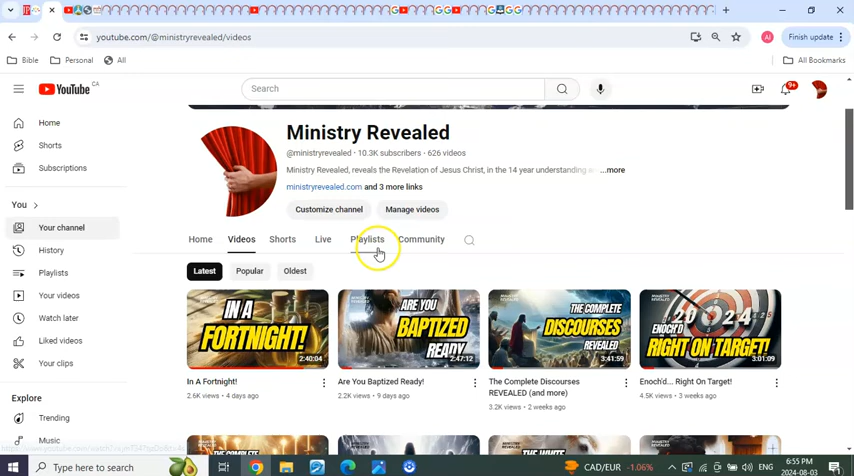 youtube.com/@ministryrevealed/videos
AI
Finish update
Bible
Personal
All
All Bookmarks
YouTube CA
Search
9+
Home
Shorts
Subscriptions
You
Your channel
History
Playlists
Your videos
Watch later
Liked videos
Your clips
Explore
Trending
Music
Ministry Revealed
@ministryrevealed · 10.3K subscribers · 626 videos
Ministry Revealed, reveals the Revelation of Jesus Christ, in the 14 year understanding ...more
ministryrevealed.com and 3 more links
Customize channel
Manage videos
Home
Videos
Shorts
Live
Playlists
Community
Latest
Popular
Oldest
MINISTRY REVEALED
IN A
FORTNIGHT!
2:40:04
ARE YOU
BAPTIZED
READY
2:47:12
THE COMPLETE
DISCOURSES
REVEALED
3:41:59
ENOCH'D
2024
RIGHT ON TARGET!
3:01:09
In A Fortnight!
2.6K views · 4 days ago
Are You Baptized Ready!
2.2K views · 9 days ago
The Complete Discourses
REVEALED (and more)
3.2K views · 2 weeks ago
Enoch'd... Right On Target!
4.5K views · 3 weeks ago
Type here to search
CAD/EUR -1.06%
ENG
6:55 PM
2024-08-03